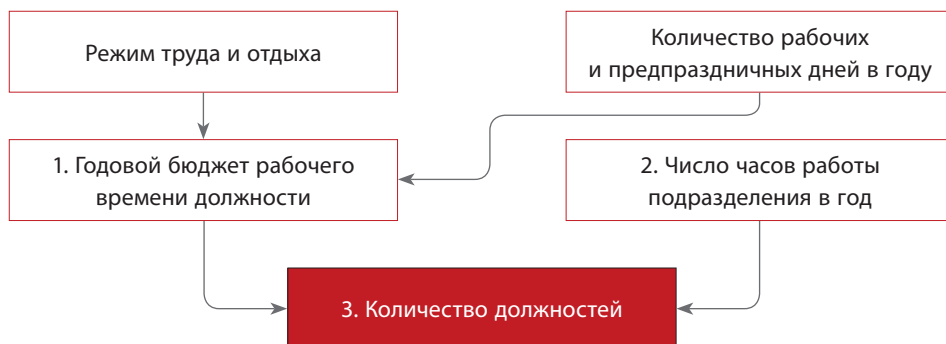 Режим труда и отдыха
Количество рабочих
и предпраздничных дней в году
1. Годовой бюджет рабочего
времени должности
2. Число часов работы
подразделения в год
3. Количество должностей